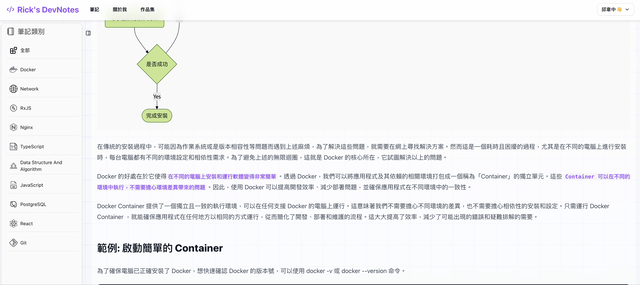 </> Rick's DevNotes
筆記
關於我
作品集
邱韋中 👋
筆記類別
全部
Docker
Network
RxJS
Nginx
TypeScript
Data Structure And
Algorithm
JavaScript
PostgreSQL
React
Git
是否成功
Yes
完成安裝
在傳統的安裝過程中，可能因為作業系統或是版本相容性等問題而遇到上述麻煩，為了解決這些問題，就需要在網上尋找解決方案。然而這是一個耗時且困擾的過程，尤其是在不同的電腦上進行安裝
時，每台電腦都有不同的環境設定和相依性需求。為了避免上述的無限迴圈，這就是 Docker 的核心所在，它試圖解決以上的問題。
Docker 的好處在於它使得 在不同的電腦上安裝和運行軟體變得非常簡單 。透過 Docker，我們可以將應用程式及其依賴的相關環境打包成一個稱為「Container」的獨立單元。這些 Container 可以在不同的
環境中執行，不需要擔心環境差異帶來的問題 。因此，使用 Docker 可以提高開發效率，減少部署問題，並確保應用程式在不同環境中的一致性。
Docker Container 提供了一個獨立且一致的執行環境，可以在任何支援 Docker 的電腦上運行。這意味著我們不需要擔心不同環境的差異，也不需要擔心相依性的安裝和設定。只需運行 Docker
Container ，就能確保應用程式在任何地方以相同的方式運行，從而簡化了開發、部署和維護的流程。這大大提高了效率，減少了可能出現的錯誤和疑難排解的需要。
範例: 啟動簡單的 Container
為了確保電腦已正確安裝了 Docker，想快速確認 Docker 的版本號，可以使用 docker -v 或 docker --version 命令。